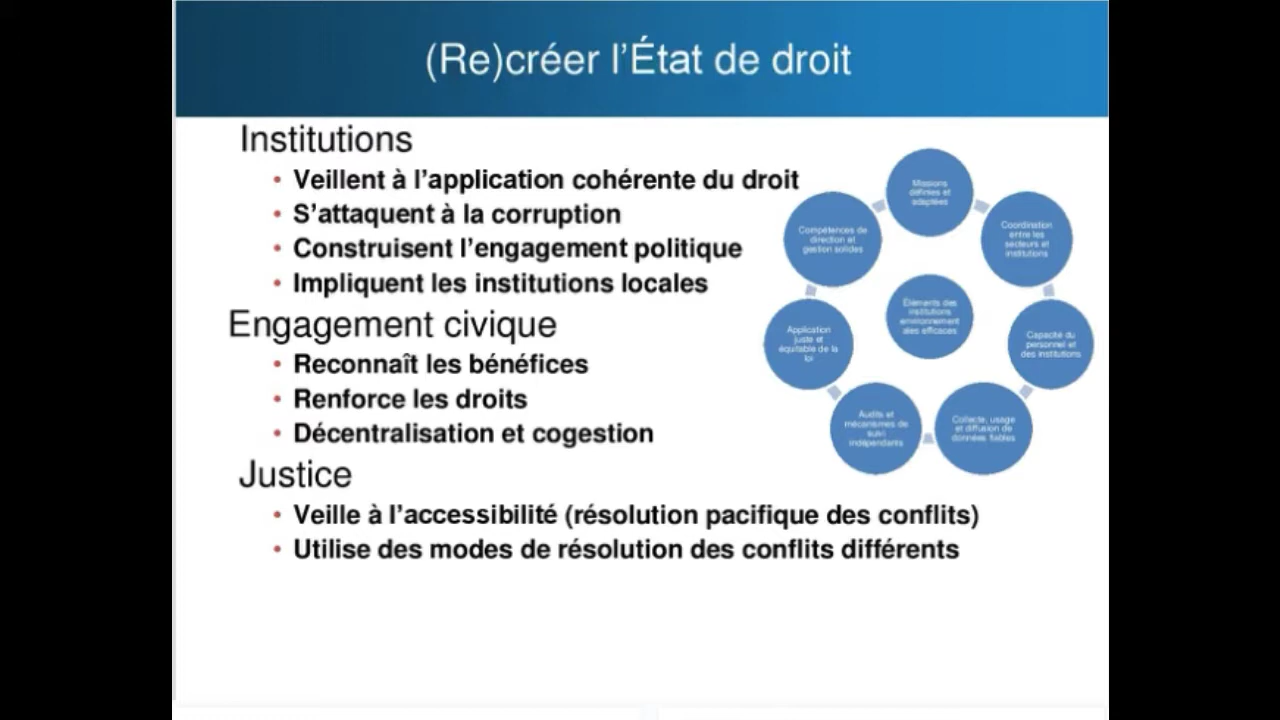 (Re)créer l’État de droit
Institutions
• Veillent à l’application cohérente du droit
• S’attaquent à la corruption
• Construisent l’engagement politique
• Impliquent les institutions locales
Engagement civique
• Reconnaît les bénéfices
• Renforce les droits
• Décentralisation et cogestion
Justice
• Veille à l’accessibilité (résolution pacifique des conflits)
• Utilise des modes de résolution des conflits différents
Missions
définies et
adaptées
Coordination
entre les
secteurs et
institutions
Capacité du
personnel et
des institutions
Collecte, usage
et diffusion de
données fiables
Audits et
mécanismes de
suivi
indépendants
Application
juste et
équitable de la
loi
Compétences de
direction et
gestion solides
Éléments des
institutions
environnement
ales efficaces